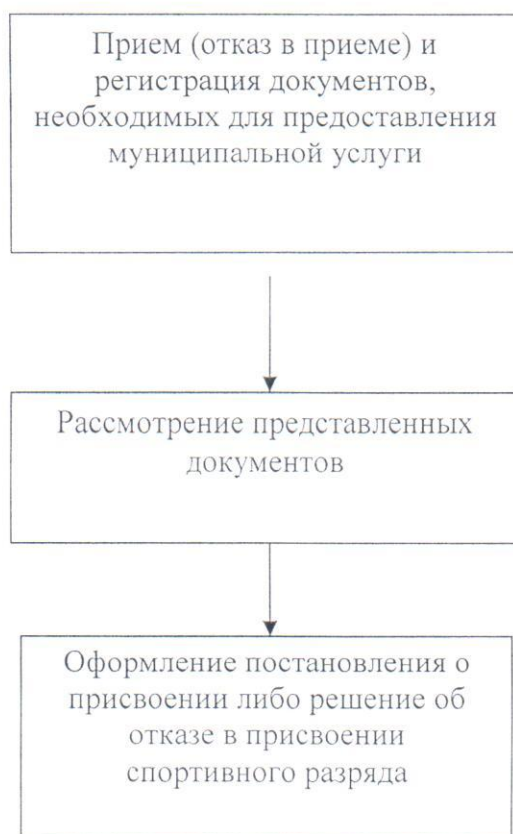 Прием (отказ в приеме) и
регистрация документов,
необходимых для предоставления
муниципальной услуги
Рассмотрение представленных
документов
Оформление постановления о
присвоении либо решение об
отказе в присвоении
спортивного разряда